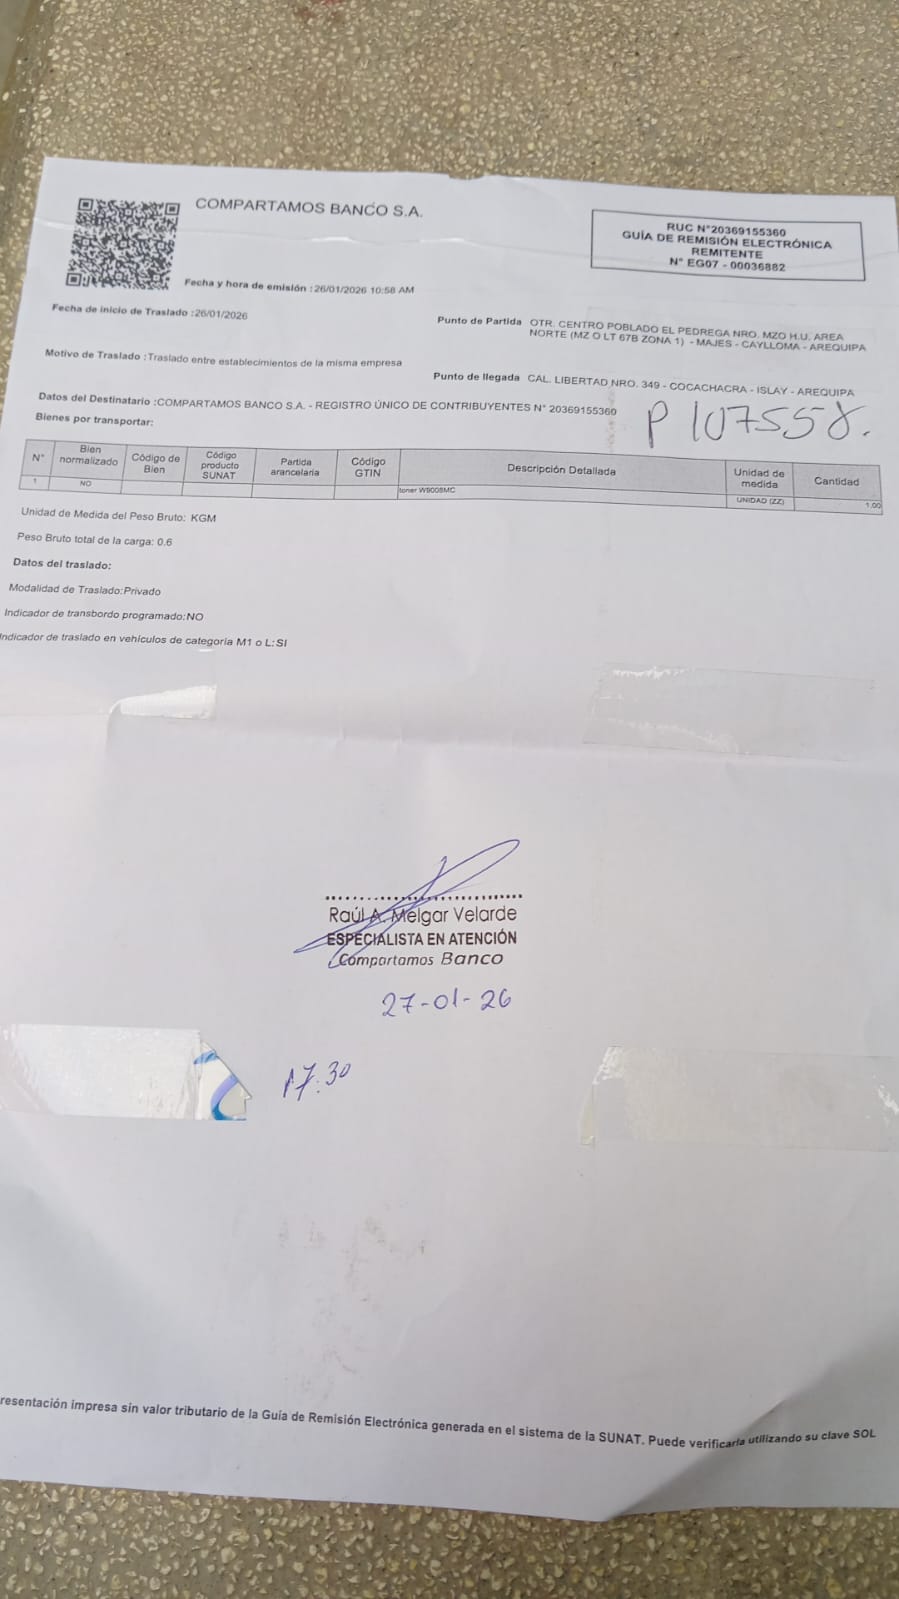 COMPARTAMOS BANCO S.A.
RUC N°20369155360
GUÍA DE REMISIÓN ELECTRÓNICA
REMITENTE
N° EG07 - 00036882
Fecha y hora de emisión :26/01/2026 10:58 AM
Fecha de inicio de Traslado :26/01/2026
Punto de Partida OTR. CENTRO POBLADO EL PEDREGA NRO. MZO H.U. AREA
NORTE (MZ O LT 67B ZONA 1) - MAJES - CAYLLOMA - AREQUIPA
Motivo de Traslado :Traslado entre establecimientos de la misma empresa
Punto de llegada CAL. LIBERTAD NRO. 349 - COCACHACRA - ISLAY - AREQUIPA
Datos del Destinatario :COMPARTAMOS BANCO S.A. - REGISTRO ÚNICO DE CONTRIBUYENTES N° 20369155360
P 107558.
Bienes por transportar:
N° Bien normalizado Código de Bien Código producto SUNAT Partida arancelaria Código GTIN Descripción Detallada Unidad de medida Cantidad
1 NO toner W9008MC UNIDAD (ZZ) 1.00
Unidad de Medida del Peso Bruto: KGM
Peso Bruto total de la carga: 0.6
Datos del traslado:
Modalidad de Traslado:Privado
Indicador de transbordo programado:NO
Indicador de traslado en vehículos de categoría M1 o L:SI
Raúl A. Melgar Velarde
ESPECIALISTA EN ATENCIÓN
Compartamos Banco
27-01-26
17:30
resentación impresa sin valor tributario de la Guía de Remisión Electrónica generada en el sistema de la SUNAT. Puede verificarla utilizando su clave SOL